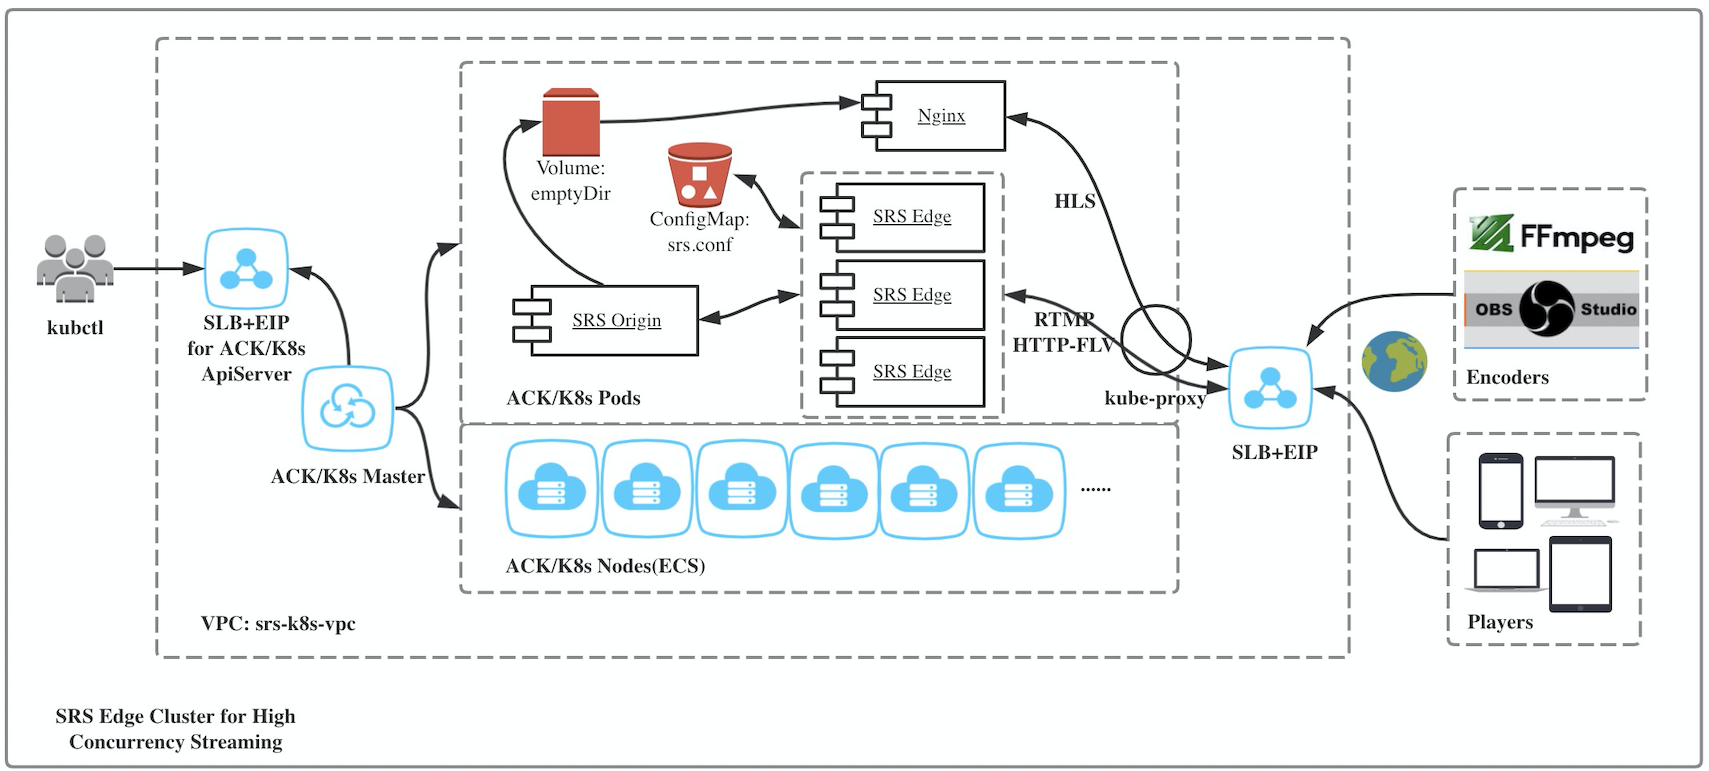 Nginx
Volume:
emptyDir
ConfigMap:
srs.conf
SRS Edge
SRS Edge
SRS Edge
SRS Origin
HLS
RTMP
HTTP-FLV
kube-proxy
ACK/K8s Pods
kubctl
SLB+EIP
for ACK/K8s
ApiServer
ACK/K8s Master
SLB+EIP
FFmpeg
OBS Studio
Encoders
Players
......
ACK/K8s Nodes(ECS)
VPC: srs-k8s-vpc
SRS Edge Cluster for High
Concurrency Streaming